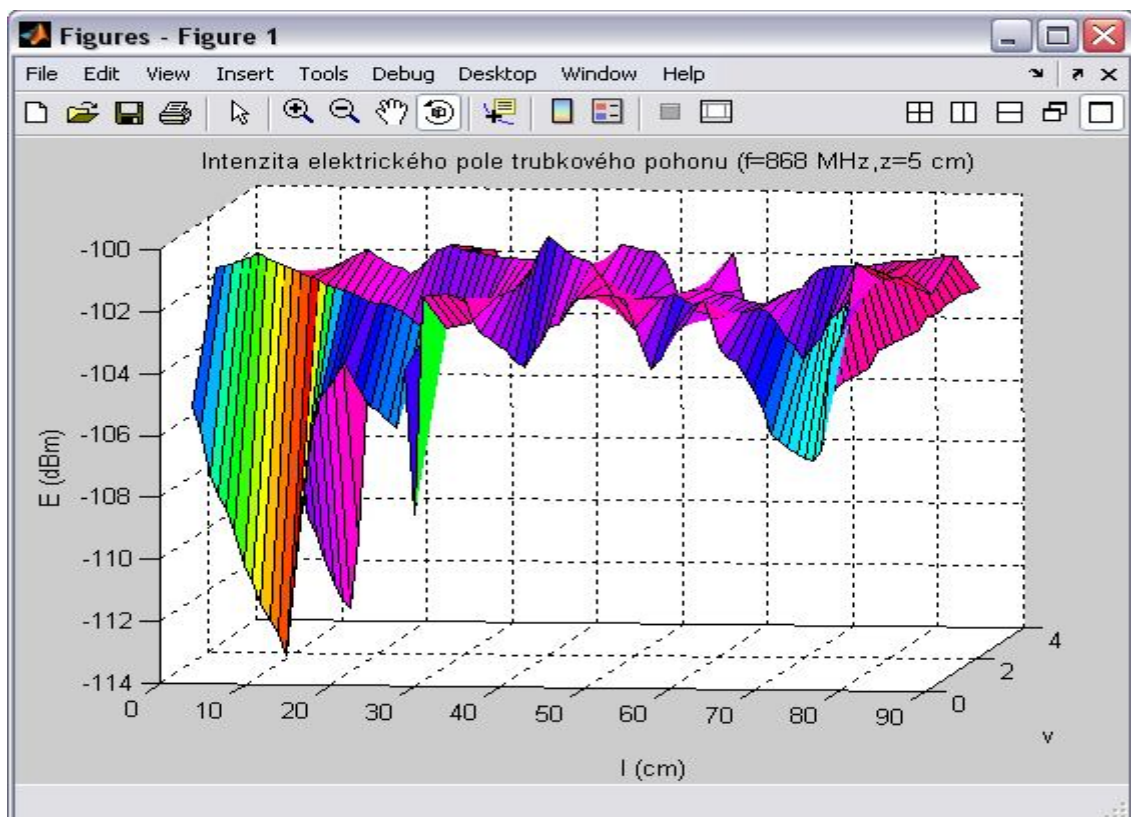 Figures - Figure 1
File Edit View Insert Tools Debug Desktop Window Help
Intenzita elektrického pole trubkového pohonu (f=868 MHz,z=5 cm)
-100
-102
-104
-106
-108
-110
-112
-114
E (dBm)
0 10 20 30 40 50 60 70 80 90
l (cm)
0
2
4
v